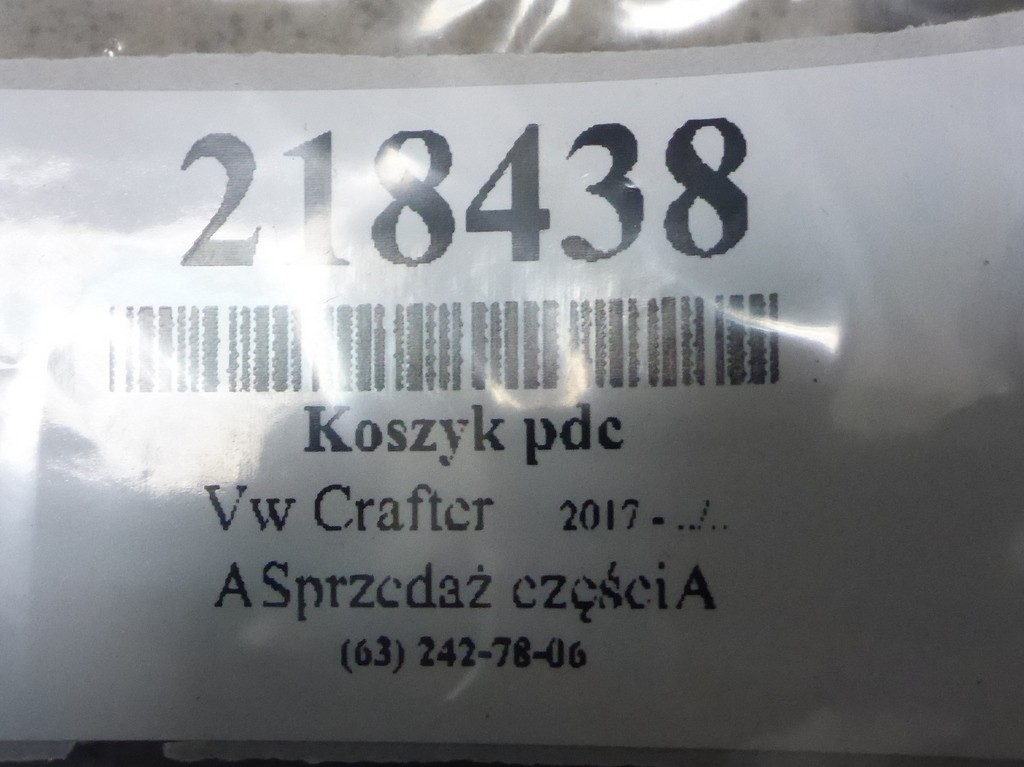 218438
Koszyk pdc
Vw Crafter 2017 - ../..
ASprzedaż częściA
(63) 242-78-06